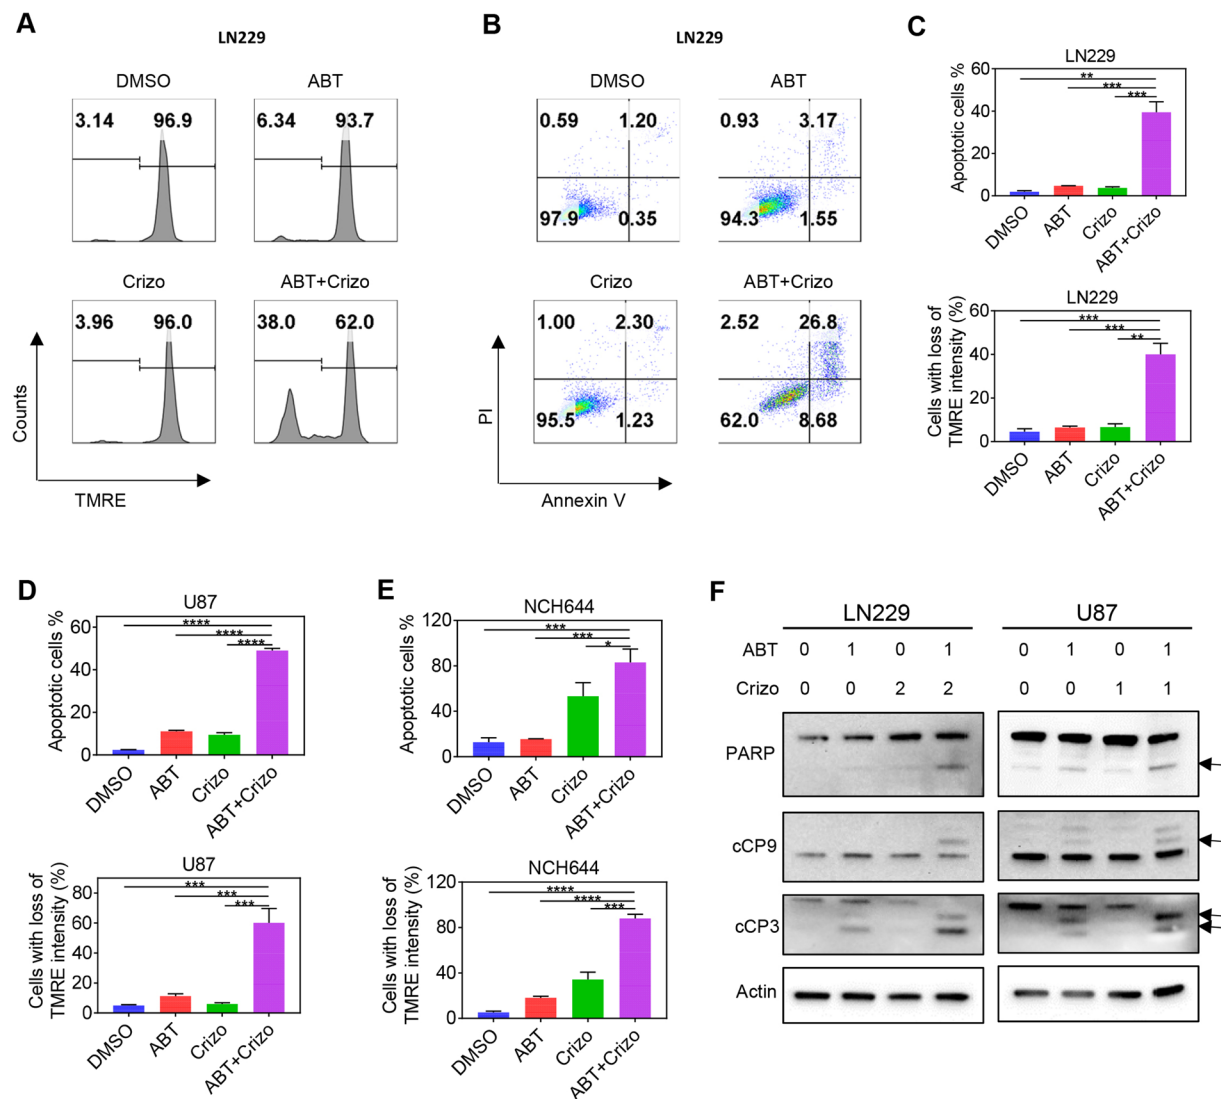 A
LN229
DMSO
ABT
3.14
96.9
6.34
93.7
Crizo
ABT+Crizo
3.96
96.0
38.0
62.0
Counts
TMRE
B
LN229
DMSO
ABT
0.59
1.20
0.93
3.17
97.9
0.35
94.3
1.55
Crizo
ABT+Crizo
1.00
2.30
2.52
26.8
95.5
1.23
62.0
8.68
PI
Annexin V
C
LN229
Apoptotic cells %
60
40
20
0
**
***
***
DMSO
ABT
Crizo
ABT+Crizo
LN229
Cells with loss of
TMRE intensity (%)
60
40
20
0
***
***
**
DMSO
ABT
Crizo
ABT+Crizo
D
U87
Apoptotic cells %
60
40
20
0
****
****
****
DMSO
ABT
Crizo
ABT+Crizo
U87
Cells with loss of
TMRE intensity (%)
80
60
40
20
0
***
***
***
DMSO
ABT
Crizo
ABT+Crizo
E
NCH644
Apoptotic cells %
120
80
40
0
***
***
*
DMSO
ABT
Crizo
ABT+Crizo
NCH644
Cells with loss of
TMRE intensity (%)
120
80
40
0
****
****
***
DMSO
ABT
Crizo
ABT+Crizo
F
LN229
U87
ABT 0 1 0 1 0 1 0 1
Crizo 0 0 2 2 0 0 1 1
PARP
cCP9
cCP3
Actin